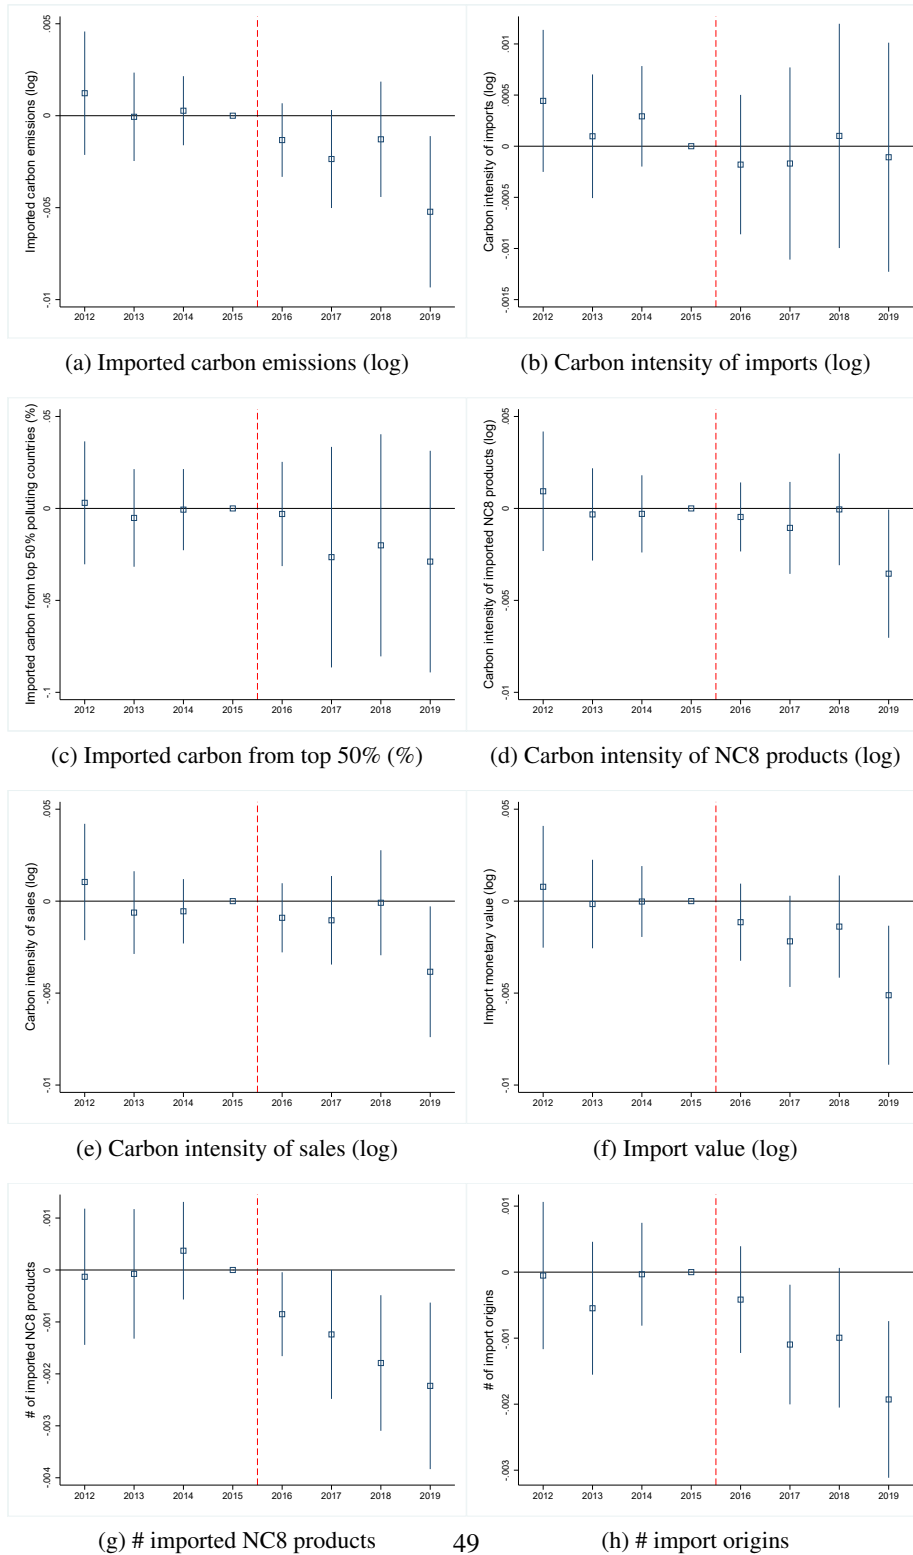 Imported carbon emissions (log)
.005
0
-.005
-.01
2012 2013 2014 2015 2016 2017 2018 2019
(a) Imported carbon emissions (log)
Carbon intensity of imports (log)
.001
.0005
0
-.0005
-.001
-.0015
2012 2013 2014 2015 2016 2017 2018 2019
(b) Carbon intensity of imports (log)
Imported carbon from top 50% polluting countries (%)
.05
0
-.05
-.1
2012 2013 2014 2015 2016 2017 2018 2019
(c) Imported carbon from top 50% (%)
Carbon intensity of imported NC8 products (log)
.005
0
-.005
-.01
2012 2013 2014 2015 2016 2017 2018 2019
(d) Carbon intensity of NC8 products (log)
Carbon intensity of sales (log)
.005
0
-.005
-.01
2012 2013 2014 2015 2016 2017 2018 2019
(e) Carbon intensity of sales (log)
Import monetary value (log)
.005
0
-.005
-.01
2012 2013 2014 2015 2016 2017 2018 2019
(f) Import value (log)
# of imported NC8 products
.001
0
-.001
-.002
-.003
-.004
2012 2013 2014 2015 2016 2017 2018 2019
(g) # imported NC8 products
# of import origins
.001
0
-.001
-.002
-.003
2012 2013 2014 2015 2016 2017 2018 2019
(h) # import origins
49